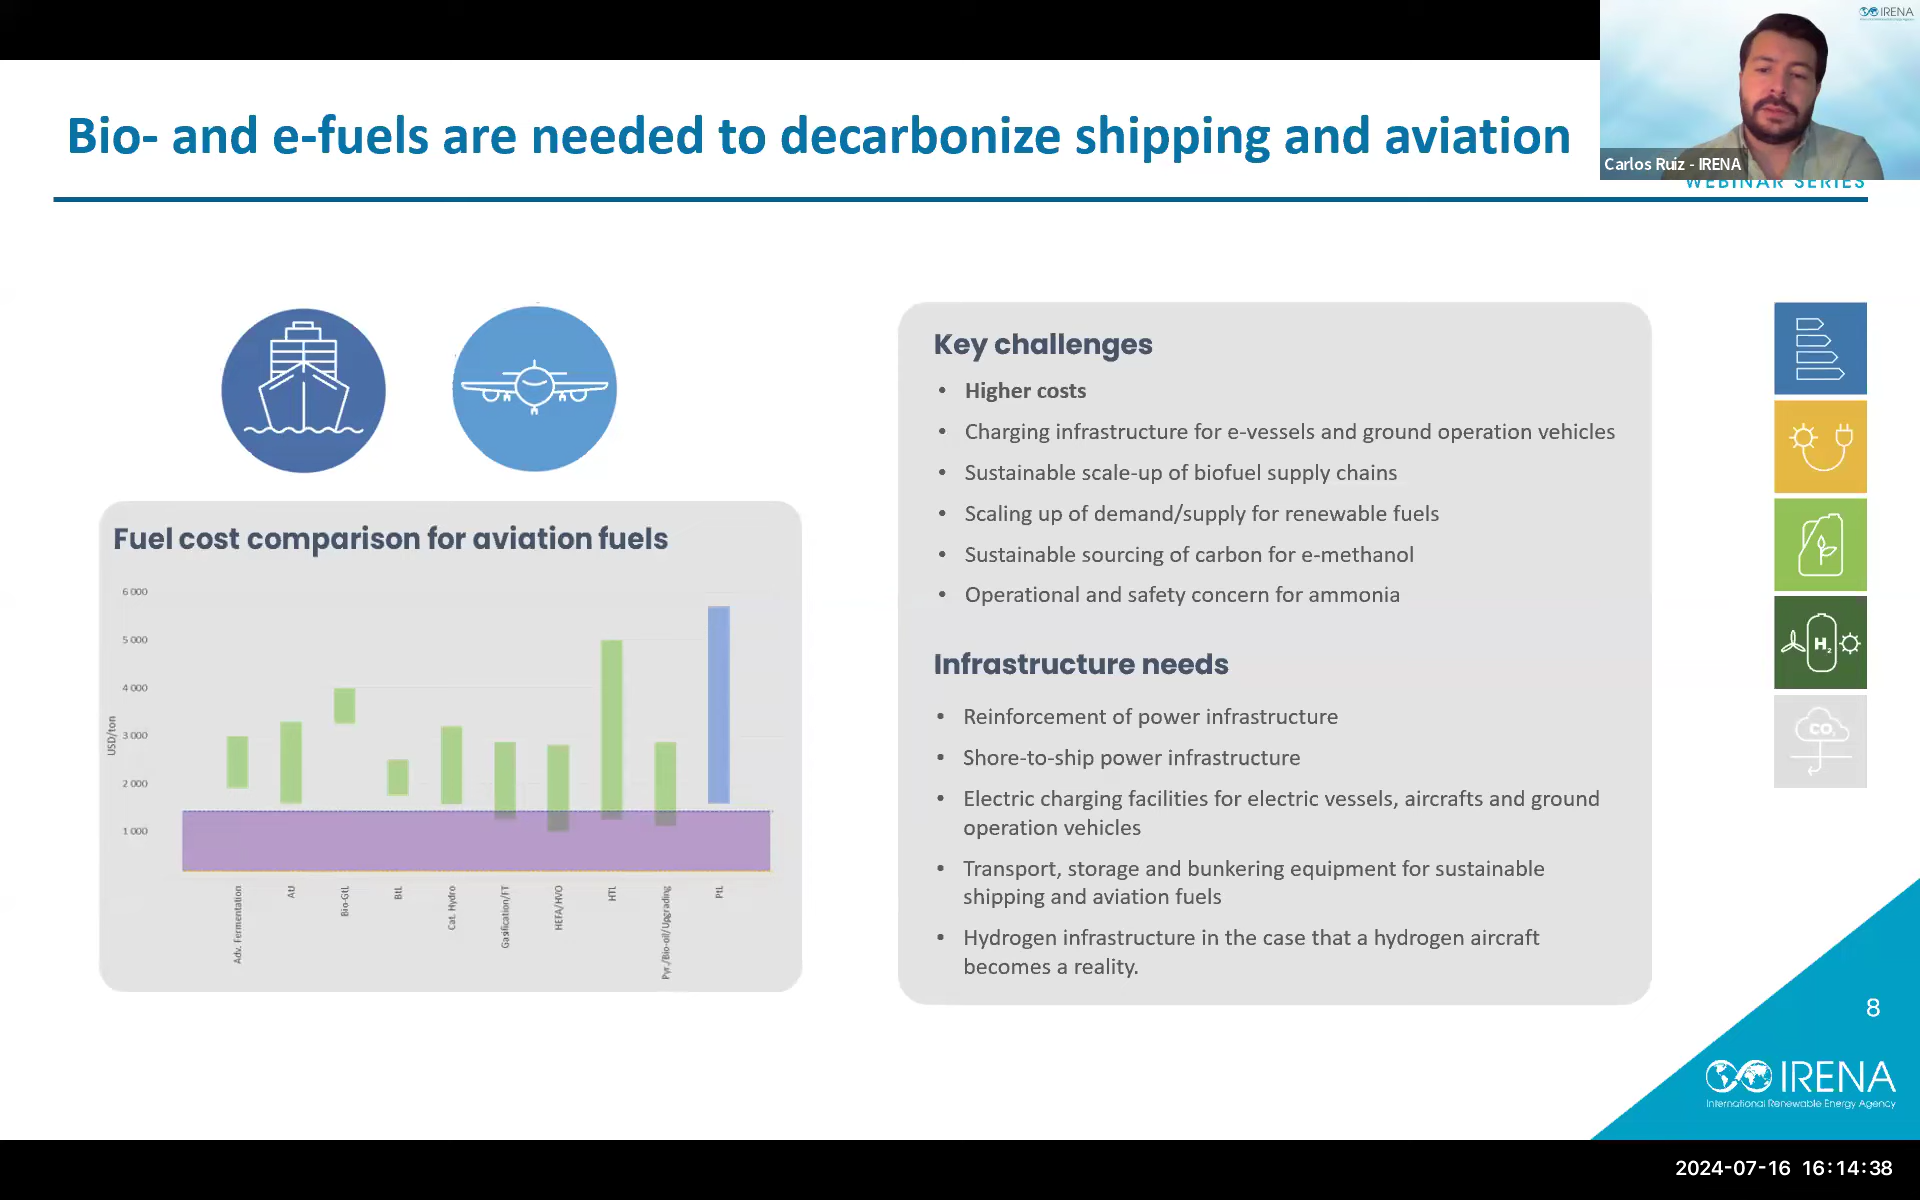 IRENA
Carlos Ruiz - IRENA
Bio- and e-fuels are needed to decarbonize shipping and aviation
WEBINAR SERIES
Fuel cost comparison for aviation fuels
USD/ton
6 000
5 000
4 000
3 000
2 000
1 000
Adv. Fermentation
AtJ
Bio-GtL
BtL
Cat. Hydro
Gasification/FT
HEFA/HVO
HTL
Pyr./Bio-oil/Upgrading
PtL
Key challenges
• Higher costs
• Charging infrastructure for e-vessels and ground operation vehicles
• Sustainable scale-up of biofuel supply chains
• Scaling up of demand/supply for renewable fuels
• Sustainable sourcing of carbon for e-methanol
• Operational and safety concern for ammonia
Infrastructure needs
• Reinforcement of power infrastructure
• Shore-to-ship power infrastructure
• Electric charging facilities for electric vessels, aircrafts and ground
operation vehicles
• Transport, storage and bunkering equipment for sustainable
shipping and aviation fuels
• Hydrogen infrastructure in the case that a hydrogen aircraft
becomes a reality.
H₂
CO₂
8
IRENA
International Renewable Energy Agency
2024-07-16 16:14:38